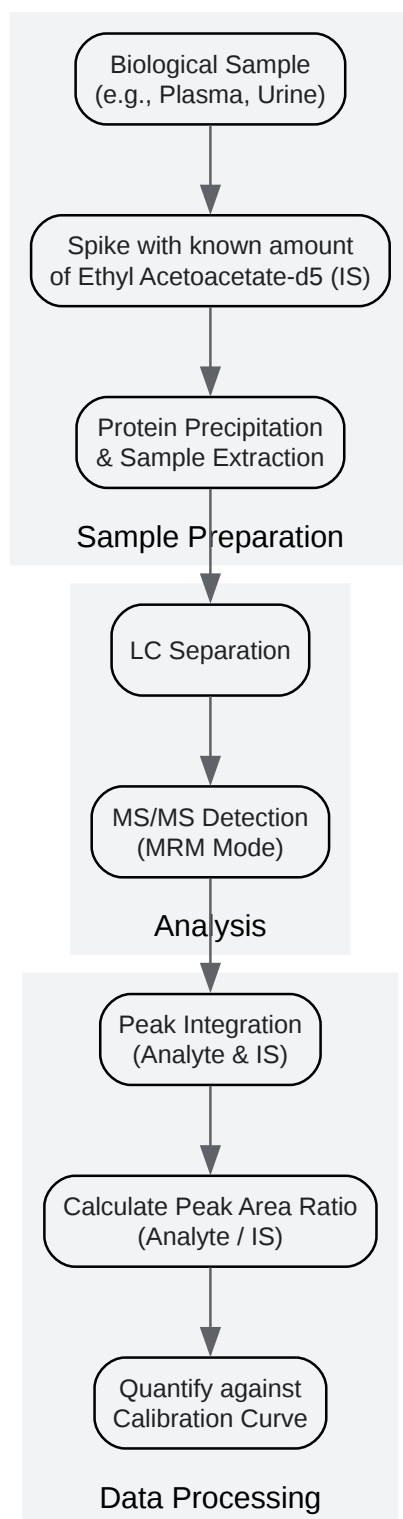 Biological Sample
(e.g., Plasma, Urine)
Spike with known amount
of Ethyl Acetoacetate-d5 (IS)
Protein Precipitation
& Sample Extraction
Sample Preparation
LC Separation
MS/MS Detection
(MRM Mode)
Analysis
Peak Integration
(Analyte & IS)
Calculate Peak Area Ratio
(Analyte / IS)
Quantify against
Calibration Curve
Data Processing